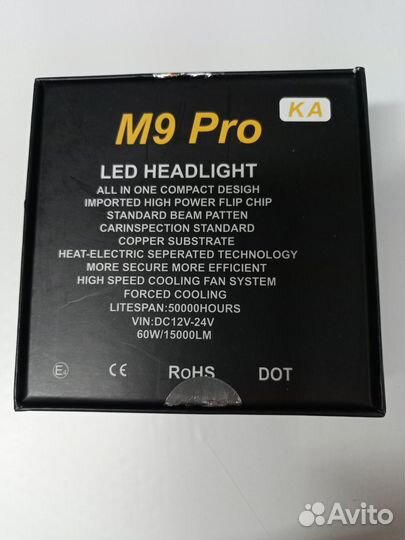 M9 Pro
KA
LED HEADLIGHT
ALL IN ONE COMPACT DESIGH
IMPORTED HIGH POWER FLIP CHIP
STANDARD BEAM PATTEN
CARINSPECTION STANDARD
COPPER SUBSTRATE
HEAT-ELECTRIC SEPERATED TECHNOLOGY
MORE SECURE MORE EFFICIENT
HIGH SPEED COOLING FAN SYSTEM
FORCED COOLING
LITESPAN:50000HOURS
VIN:DC12V-24V
60W/15000LM
E4 CE RoHS DOT
Avito